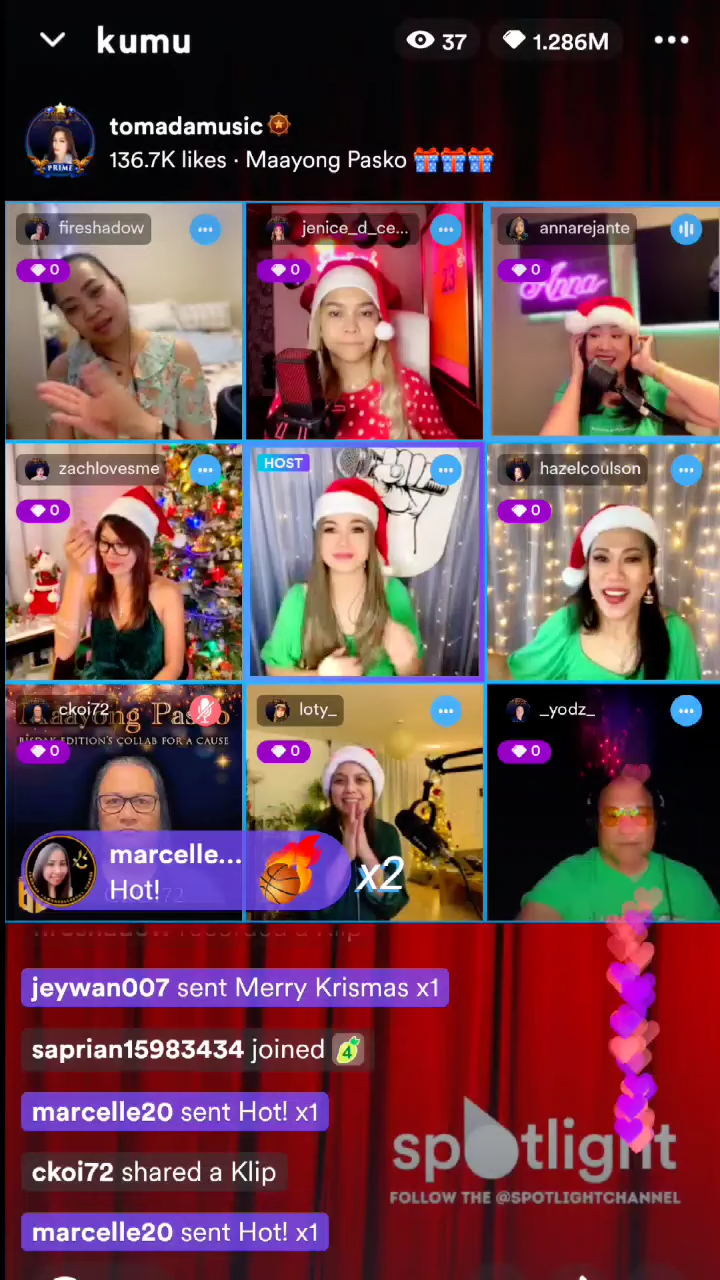 kumu
37
1.286M
tomadamusic
136.7K likes · Maayong Pasko
PRIME
fireshadow
0
jenice_d_ce...
0
23
annarejante
0
Anna
zachlovesme
0
HOST
hazelcoulson
0
ckoi72
Maayong Pasko
BISDAK EDITION'S COLLAB FOR A CAUSE
0
loty_
0
_yodz_
0
marcelle...
Hot!
x2
jeywan007 sent Merry Krismas x1
saprian15983434 joined 4
marcelle20 sent Hot! x1
ckoi72 shared a Klip
marcelle20 sent Hot! x1
spotlight
FOLLOW THE @SPOTLIGHTCHANNEL